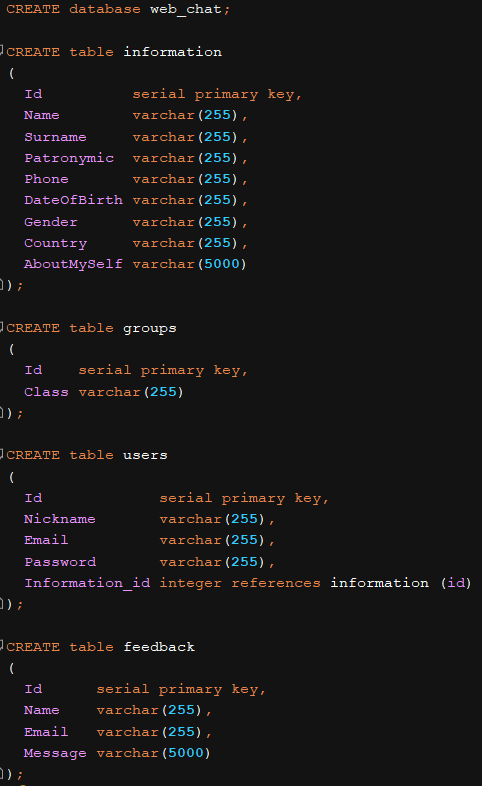 CREATE database web_chat;
CREATE table information
(
Id serial primary key,
Name varchar(255),
Surname varchar(255),
Patronymic varchar(255),
Phone varchar(255),
DateOfBirth varchar(255),
Gender varchar(255),
Country varchar(255),
AboutMySelf varchar(5000)
);
CREATE table groups
(
Id serial primary key,
Class varchar(255)
);
CREATE table users
(
Id serial primary key,
Nickname varchar(255),
Email varchar(255),
Password varchar(255),
Information_id integer references information (id)
);
CREATE table feedback
(
Id serial primary key,
Name varchar(255),
Email varchar(255),
Message varchar(5000)
);